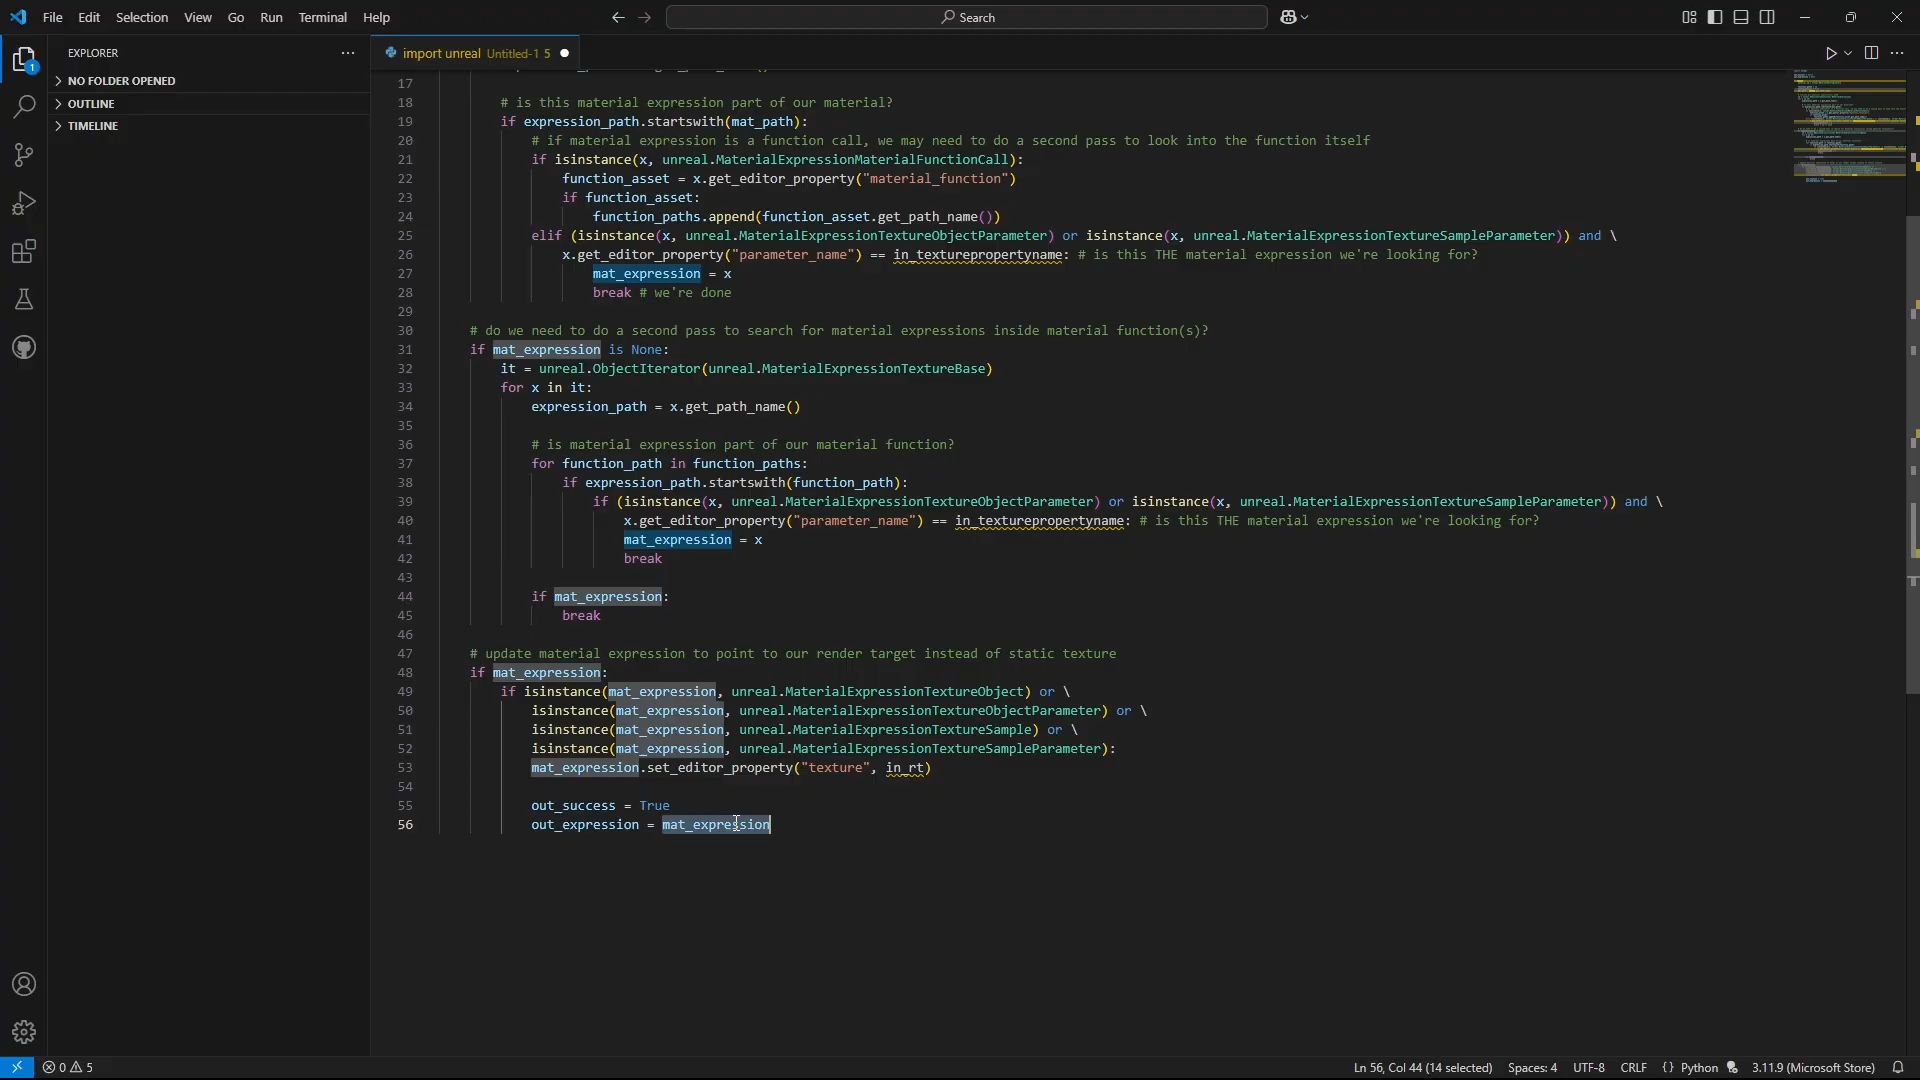 File Edit Selection View Go Run Terminal Help
Search
EXPLORER
NO FOLDER OPENED
OUTLINE
TIMELINE
1
import unreal Untitled-1 5
17
18 # is this material expression part of our material?
19 if expression_path.startswith(mat_path):
20 # if material expression is a function call, we may need to do a second pass to look into the function itself
21 if isinstance(x, unreal.MaterialExpressionMaterialFunctionCall):
22 function_asset = x.get_editor_property("material_function")
23 if function_asset:
24 function_paths.append(function_asset.get_path_name())
25 elif (isinstance(x, unreal.MaterialExpressionTextureObjectParameter) or isinstance(x, unreal.MaterialExpressionTextureSampleParameter)) and \
26 x.get_editor_property("parameter_name") == in_texturepropertyname: # is this THE material expression we're looking for?
27 mat_expression = x
28 break # we're done
29
30 # do we need to do a second pass to search for material expressions inside material function(s)?
31 if mat_expression is None:
32 it = unreal.ObjectIterator(unreal.MaterialExpressionTextureBase)
33 for x in it:
34 expression_path = x.get_path_name()
35
36 # is material expression part of our material function?
37 for function_path in function_paths:
38 if expression_path.startswith(function_path):
39 if (isinstance(x, unreal.MaterialExpressionTextureObjectParameter) or isinstance(x, unreal.MaterialExpressionTextureSampleParameter)) and \
40 x.get_editor_property("parameter_name") == in_texturepropertyname: # is this THE material expression we're looking for?
41 mat_expression = x
42 break
43
44 if mat_expression:
45 break
46
47 # update material expression to point to our render target instead of static texture
48 if mat_expression:
49 if isinstance(mat_expression, unreal.MaterialExpressionTextureObject) or \
50 isinstance(mat_expression, unreal.MaterialExpressionTextureObjectParameter) or \
51 isinstance(mat_expression, unreal.MaterialExpressionTextureSample) or \
52 isinstance(mat_expression, unreal.MaterialExpressionTextureSampleParameter):
53 mat_expression.set_editor_property("texture", in_rt)
54
55 out_success = True
56 out_expression = mat_expression
0 5 Ln 56, Col 44 (14 selected) Spaces: 4 UTF-8 CRLF {} Python 3.11.9 (Microsoft Store)